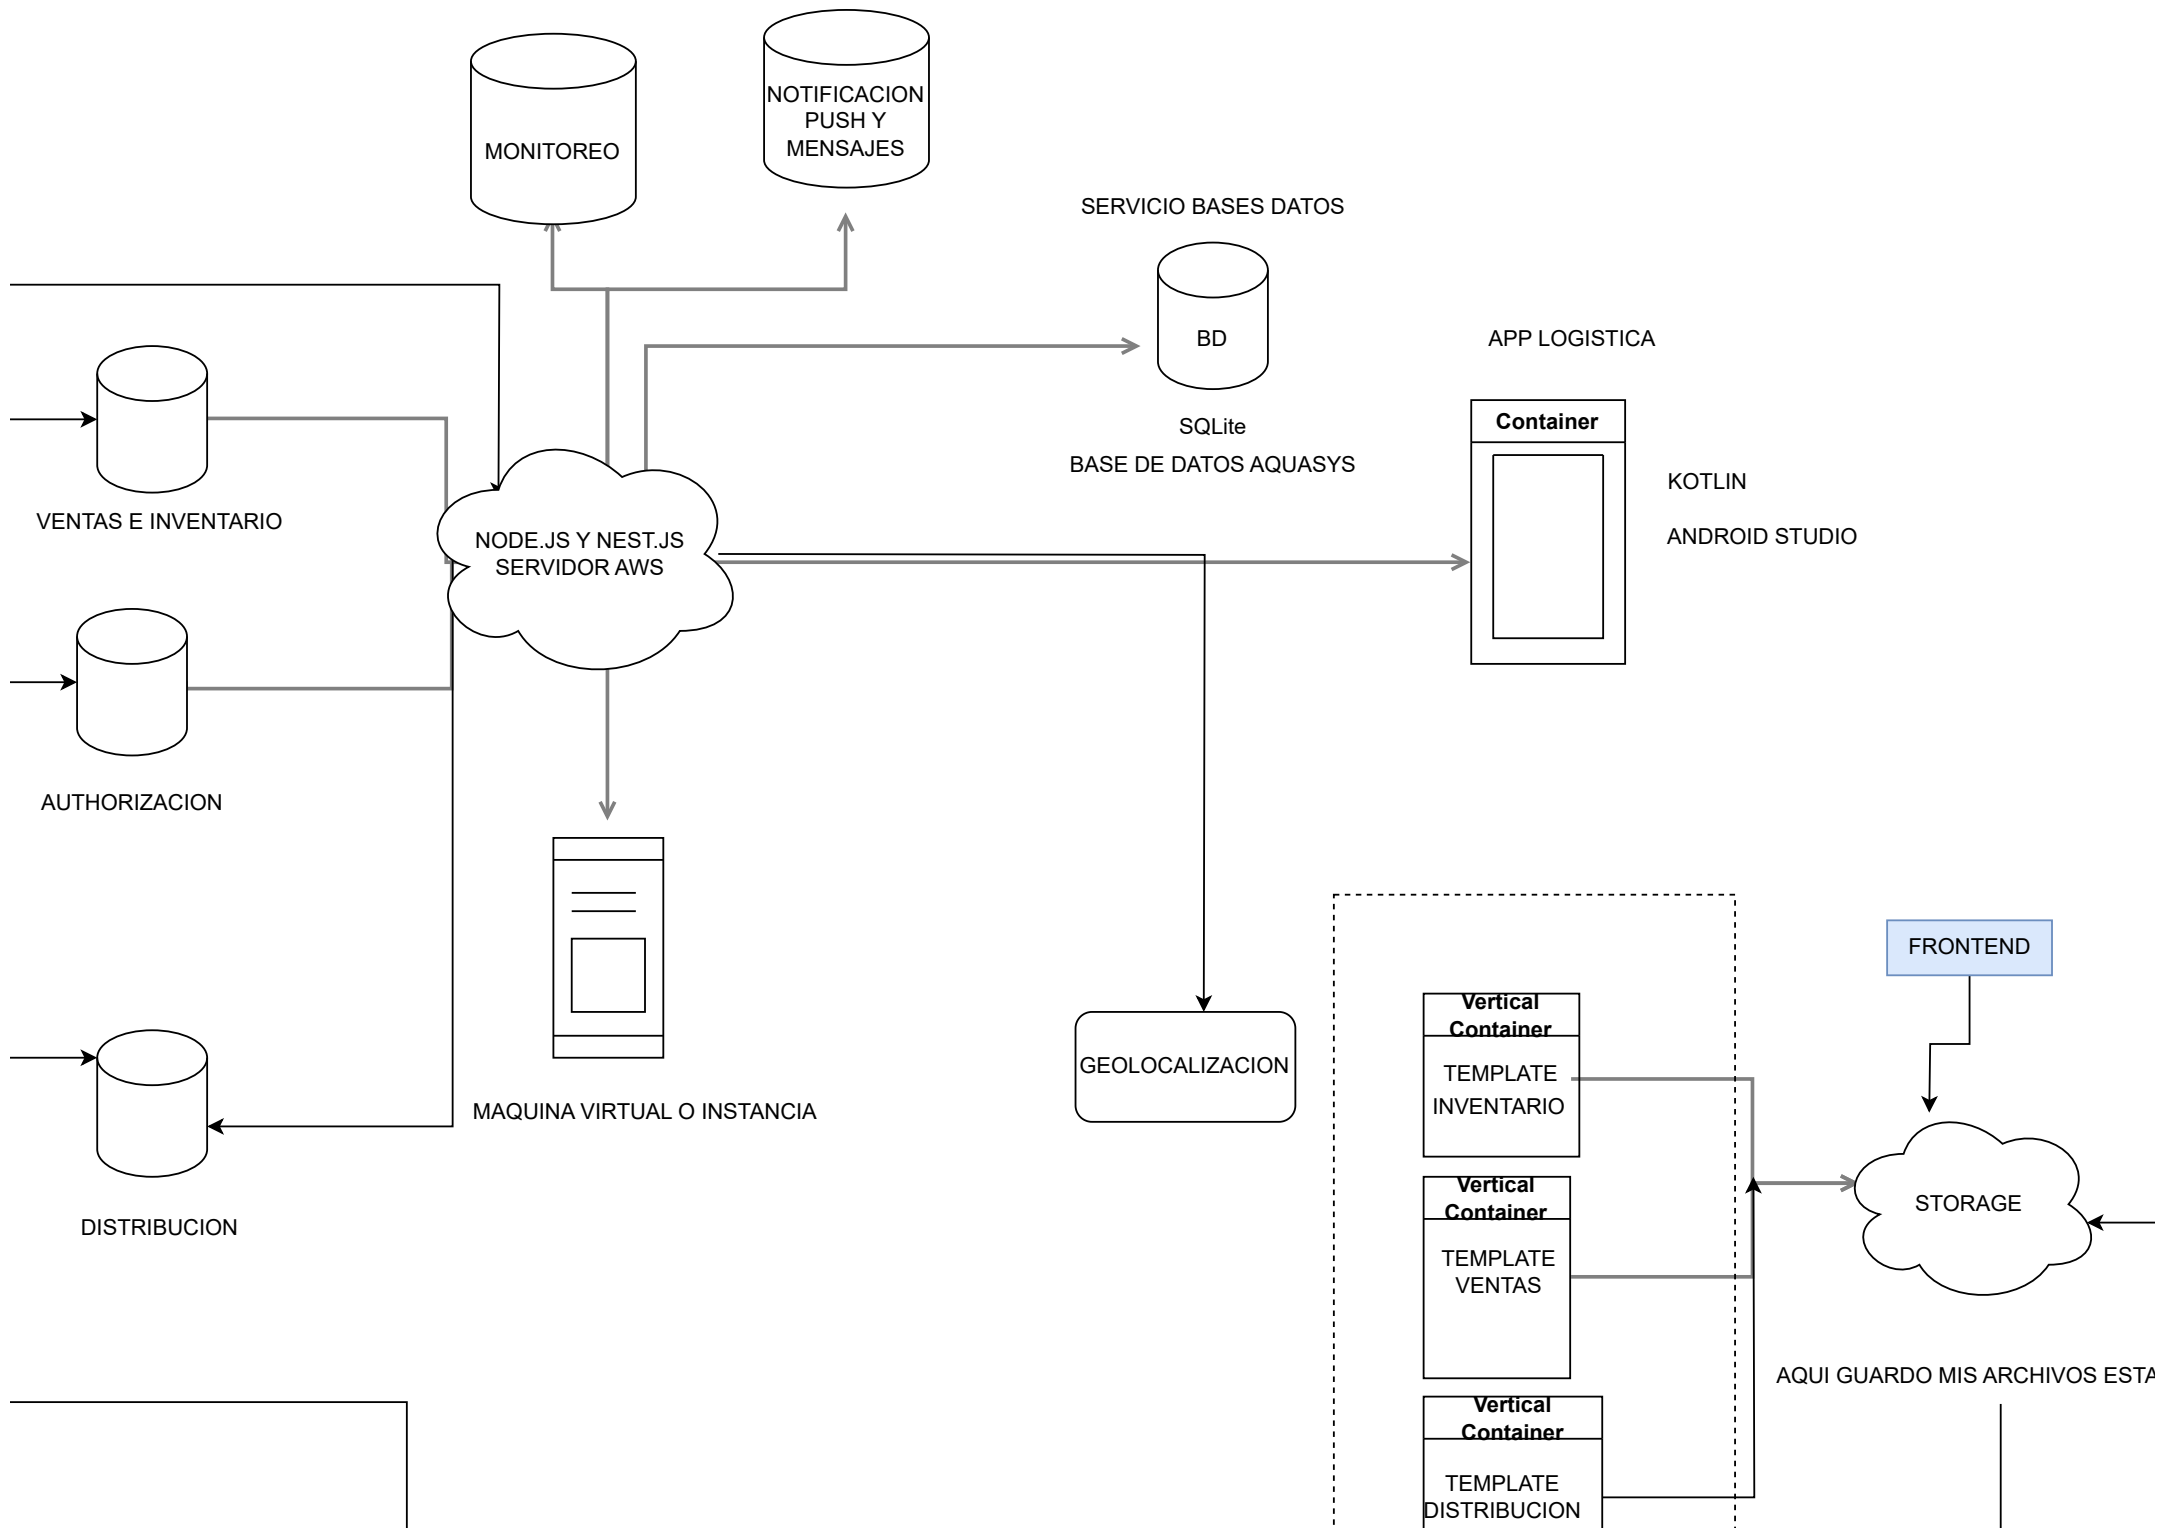 MONITOREO
NOTIFICACION
PUSH Y
MENSAJES
SERVICIO BASES DATOS
BD
SQLite
BASE DE DATOS AQUASYS
APP LOGISTICA
Container
KOTLIN
ANDROID STUDIO
VENTAS E INVENTARIO
NODE.JS Y NEST.JS
SERVIDOR AWS
AUTHORIZACION
MAQUINA VIRTUAL O INSTANCIA
DISTRIBUCION
GEOLOCALIZACION
Vertical
Container
TEMPLATE
INVENTARIO
Vertical
Container
TEMPLATE
VENTAS
Vertical
Container
TEMPLATE
DISTRIBUCION
FRONTEND
STORAGE
AQUI GUARDO MIS ARCHIVOS ESTA